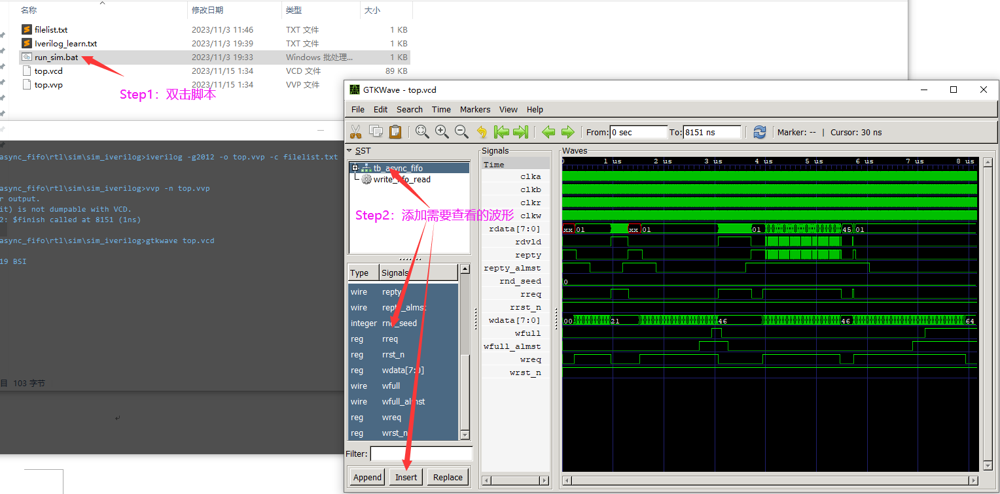 名称 修改日期 类型 大小
filelist.txt 2023/11/3 11:46 TXT 文件 1 KB
Iverilog_learn.txt 2023/11/3 19:39 TXT 文件 1 KB
run_sim.bat 2023/11/3 19:33 Windows 批处理... 1 KB
top.vcd 2023/11/15 1:34 VCD 文件 89 KB
top.vvp 2023/11/15 1:34 VVP 文件 1 KB
Step1：双击脚本
async_fifo\rtl\sim\sim_iverilog>iverilog -g2012 -o top.vvp -c filelist.txt
async_fifo\rtl\sim\sim_iverilog>vvp -n top.vvp
r output.
it) is not dumpable with VCD.
2: $finish called at 8151 (1ns)
async_fifo\rtl\sim\sim_iverilog>gtkwave top.vcd
19 BSI
目 103 字节
GTKWave - top.vcd
File Edit Search Time Markers View Help
From: 0 sec To: 8151 ns Marker: -- | Cursor: 30 ns
SST
tb_async_fifo
write_fifo_read
Step2：添加需要查看的波形
Type Signals
wire repty
wire repty_almst
integer rnd_seed
reg rreq
reg rrst_n
reg wdata[7:0]
wire wfull
wire wfull_almst
reg wreq
reg wrst_n
Filter:
Append Insert Replace
Signals
Time
clka
clkb
clkr
clkw
rdata[7:0]
rdvld
repty
repty_almst
rnd_seed
rreq
rrst_n
wdata[7:0]
wfull
wfull_almst
wreq
wrst_n
Waves
0 1 us 2 us 3 us 4 us 5 us 6 us 7 us 8 us
xx 01 xx 01 01 45 01
0
00 21 46 46 64